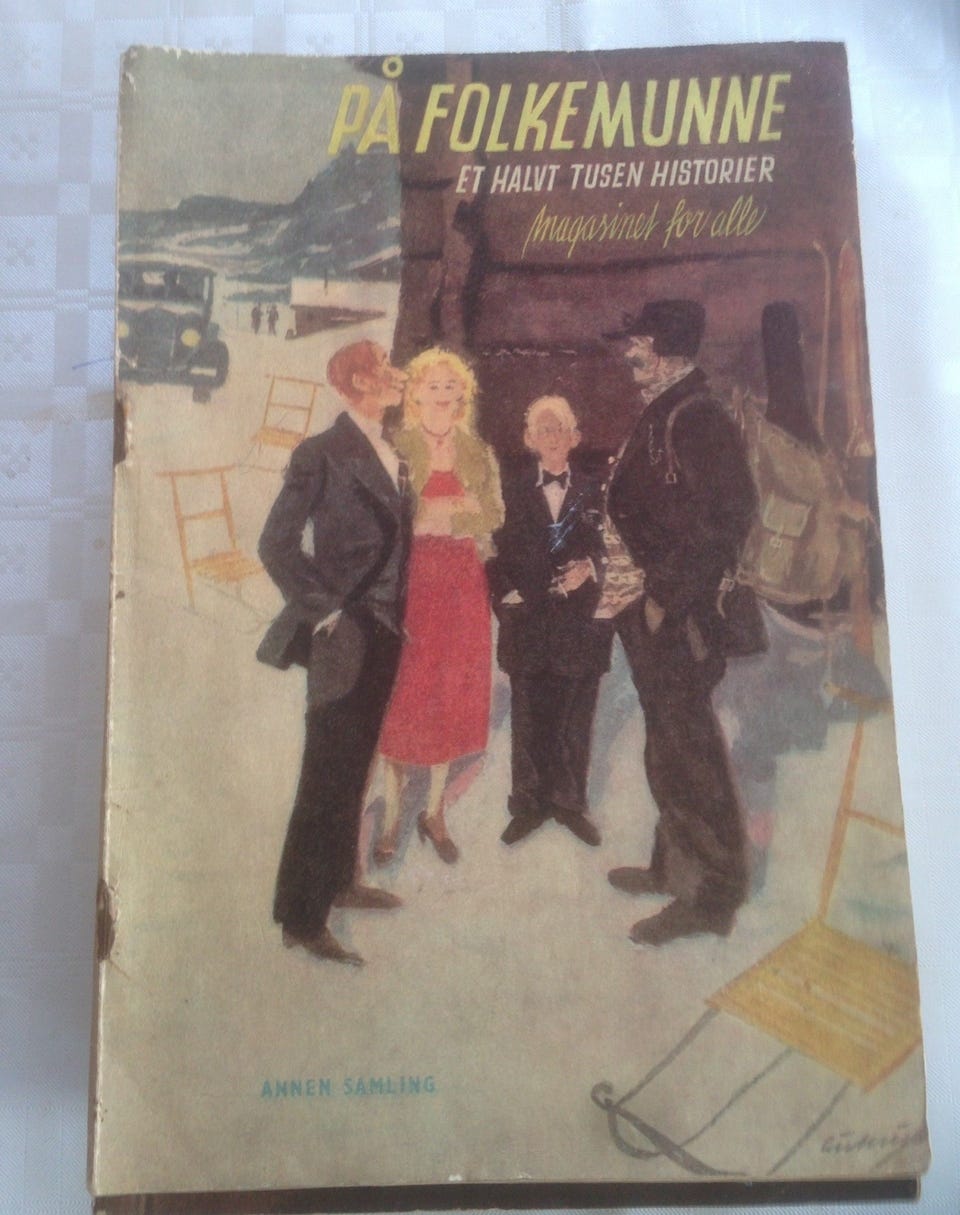 PÅ FOLKEMUNNE
ET HALVT TUSEN HISTORIER
magasinet for alle
ANNEN SAMLING